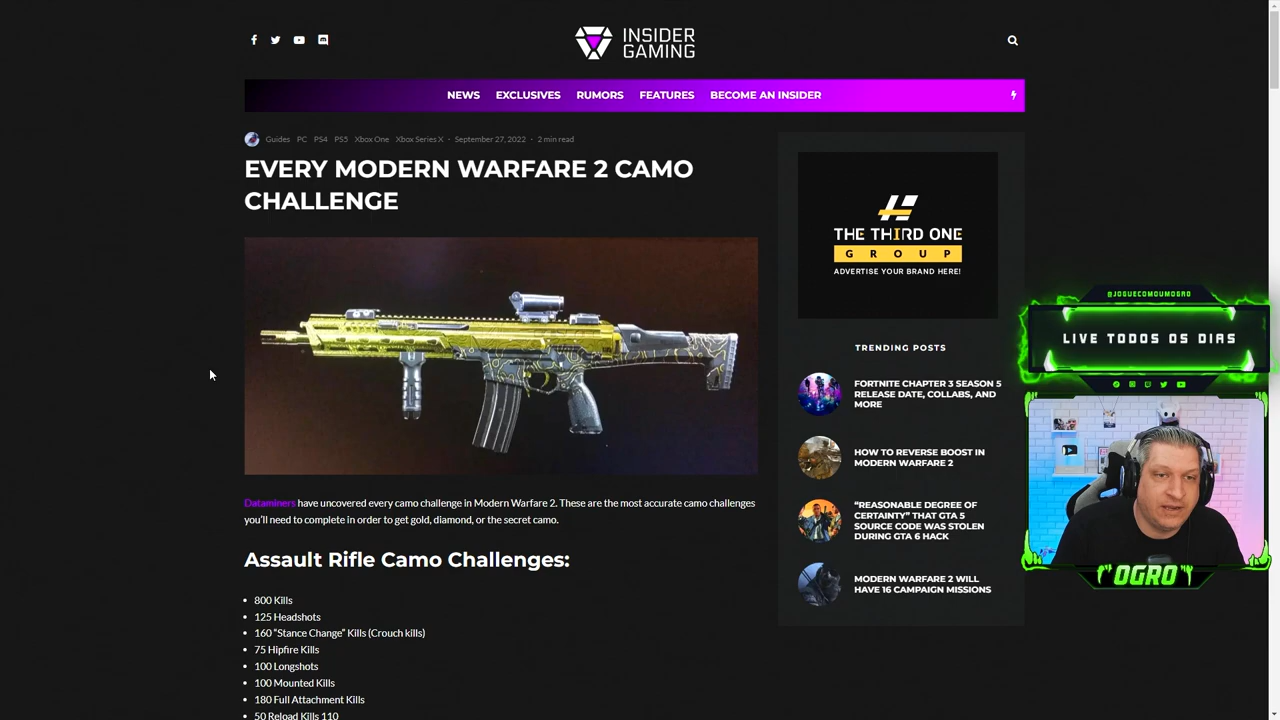 INSIDER
GAMING
NEWS EXCLUSIVES RUMORS FEATURES BECOME AN INSIDER
Guides PC PS4 PS5 Xbox One Xbox Series X - September 27, 2022 - 2 min read
EVERY MODERN WARFARE 2 CAMO
CHALLENGE
Dataminers have uncovered every camo challenge in Modern Warfare 2. These are the most accurate camo challenges
you'll need to complete in order to get gold, diamond, or the secret camo.
Assault Rifle Camo Challenges:
• 800 Kills
• 125 Headshots
• 160 "Stance Change" Kills (Crouch kills)
• 75 Hipfire Kills
• 100 Longshots
• 100 Mounted Kills
• 180 Full Attachment Kills
• 50 Reload Kills 110
THE THIRD ONE
GROUP
ADVERTISE YOUR BRAND HERE!
TRENDING POSTS
FORTNITE CHAPTER 3 SEASON 5
RELEASE DATE, COLLABS, AND
MORE
HOW TO REVERSE BOOST IN
MODERN WARFARE 2
"REASONABLE DEGREE OF
CERTAINTY" THAT GTA 5
SOURCE CODE WAS STOLEN
DURING GTA 6 HACK
MODERN WARFARE 2 WILL
HAVE 16 CAMPAIGN MISSIONS
@JOGUECOMOUMOGRO
LIVE TODOS OS DIAS
OGRO